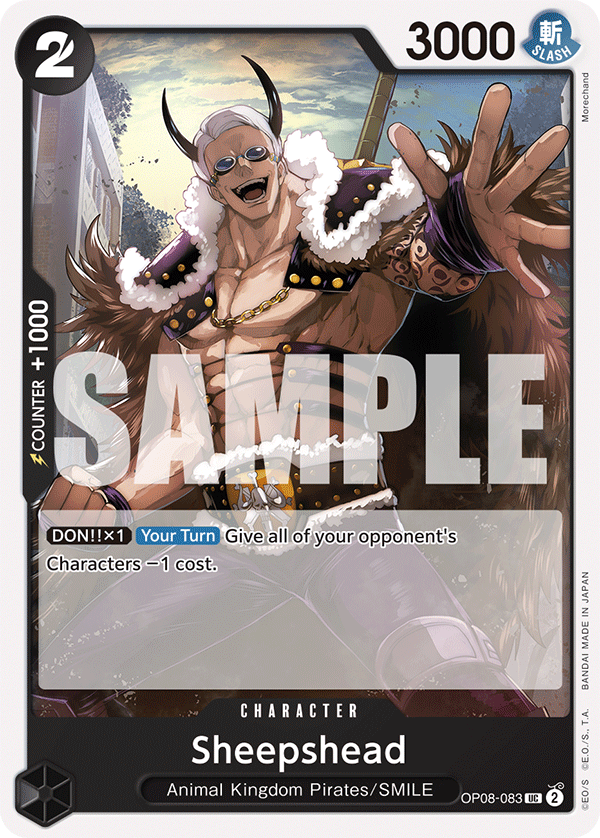 2
3000
斬
SLASH
Morechand
COUNTER +1000
SAMPLE
DON!!×1 Your Turn Give all of your opponent's
Characters −1 cost.
BANDAI MADE IN JAPAN
©E/S ©E.O./S., T.A.
CHARACTER
Sheepshead
Animal Kingdom Pirates/SMILE
OP08-083 UC 2